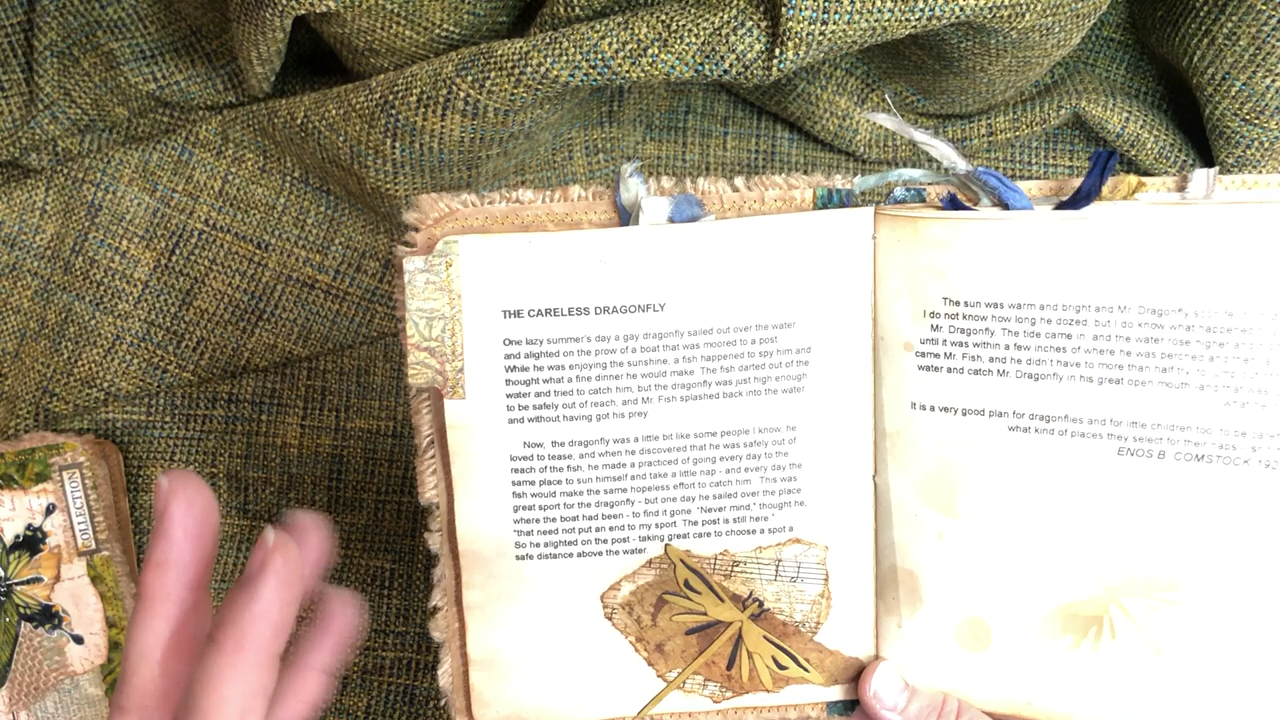 THE CARELESS DRAGONFLY
One lazy summer's day a gay dragonfly sailed out over the water
and alighted on the prow of a boat that was moored to a post
While he was enjoying the sunshine, a fish happened to spy him and
thought what a fine dinner he would make. The fish darted out of the
water and tried to catch him, but the dragonfly was just high enough
to be safely out of reach, and Mr. Fish splashed back into the water
and without having got his prey
Now, the dragonfly was a little bit like some people I know, he
loved to tease, and when he discovered that he was safely out of
reach of the fish, he made a practiced of going every day to the
same place to sun himself and take a little nap - and every day the
fish would make the same hopeless effort to catch him This was
great sport for the dragonfly - but one day he sailed over the place
where the boat had been - to find it gone "Never mind," thought he,
"that need not put an end to my sport. The post is still here "
So he alighted on the post - taking great care to choose a spot a
safe distance above the water.
The sun was warm and bright and Mr. Dragonfly
I do not know how long he dozed, but I do know what happened
Mr. Dragonfly. The tide came in, and the water rose higher and
until it was within a few inches of where he was perched and then
came Mr. Fish, and he didn't have to more than half try to jump out
water and catch Mr. Dragonfly in his great open mouth -and that was
what
It is a very good plan for dragonflies and for little children too, to be
what kind of places they select for their naps
ENOS B. COMSTOCK 192
COLLECTION